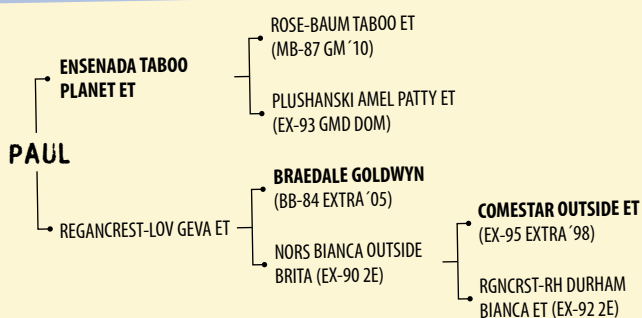 ROSE-BAUM TABOO ET
(MB-87 GM´10)
ENSENADA TABOO
PLANET ET
PLUSHANSKI AMEL PATTY ET
(EX-93 GMD DOM)
PAUL
BRAEDALE GOLDWYN
(BB-84 EXTRA´05)
REGANCREST-LOV GEVA ET
NORS BIANCA OUTSIDE
BRITA (EX-90 2E)
COMESTAR OUTSIDE ET
(EX-95 EXTRA´98)
RGNCRST-RH DURHAM
BIANCA ET (EX-92 2E)